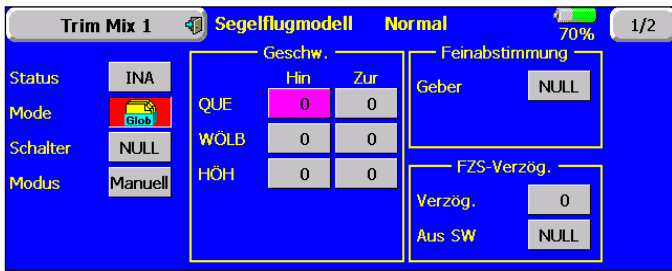 Trim Mix 1 Segelflugmodell Normal 70% 1/2
Status INA
Mode Glob
Schalter NULL
Modus Manuell
Geschw.
Hin Zur
QUE 0 0
WÖLB 0 0
HÖH 0 0
Feinabstimmung
Geber NULL
FZS-Verzög.
Verzög. 0
Aus SW NULL